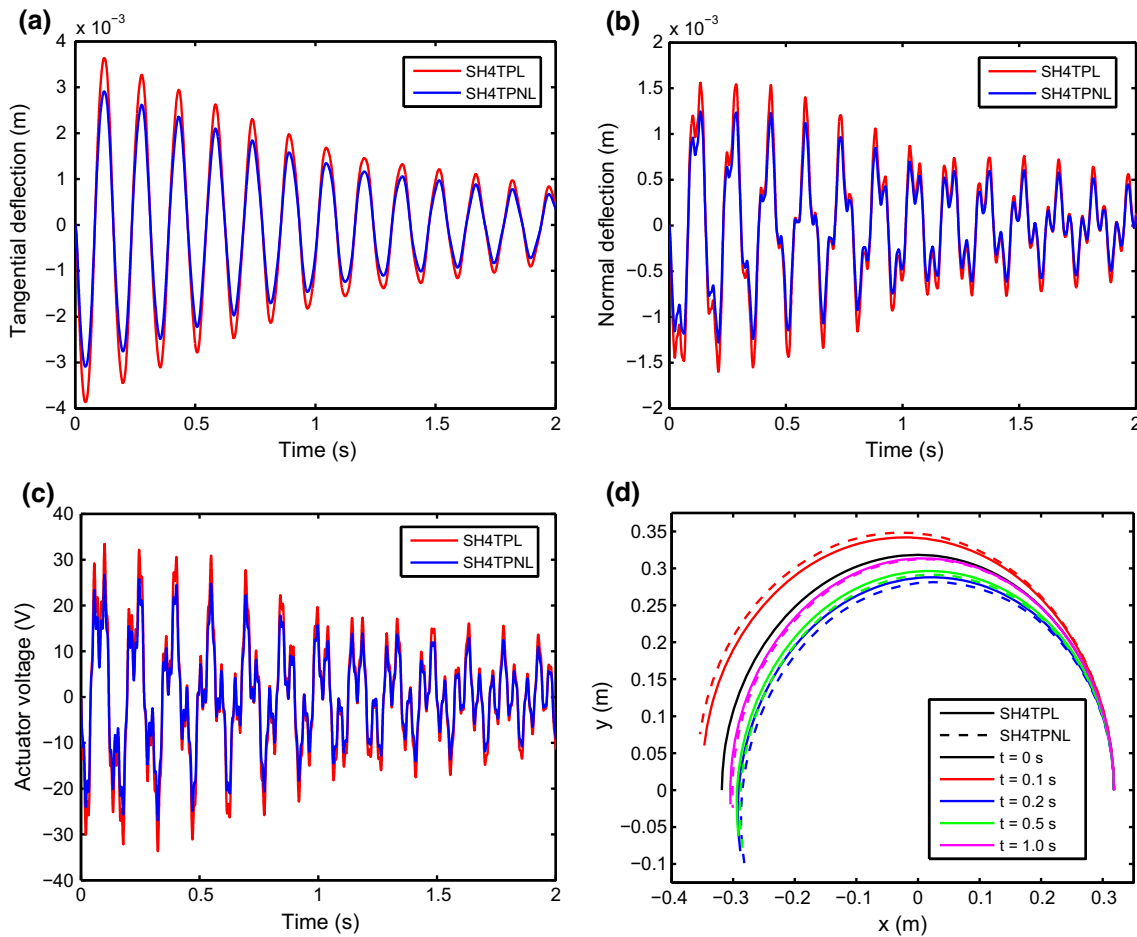 (a)
x 10−3
4
3
2
1
0
−1
−2
−3
−4
Tangential deflection (m)
0 0.5 1 1.5 2
Time (s)
SH4TPL
SH4TPNL
(b)
x 10−3
2
1.5
1
0.5
0
−0.5
−1
−1.5
−2
Normal deflection (m)
0 0.5 1 1.5 2
Time (s)
SH4TPL
SH4TPNL
(c)
40
30
20
10
0
−10
−20
−30
−40
Actuator voltage (V)
0 0.5 1 1.5 2
Time (s)
SH4TPL
SH4TPNL
(d)
0.35
0.3
0.25
0.2
0.15
0.1
0.05
0
−0.05
−0.1
y (m)
−0.4 −0.3 −0.2 −0.1 0 0.1 0.2 0.3
x (m)
SH4TPL
SH4TPNL
t = 0 s
t = 0.1 s
t = 0.2 s
t = 0.5 s
t = 1.0 s